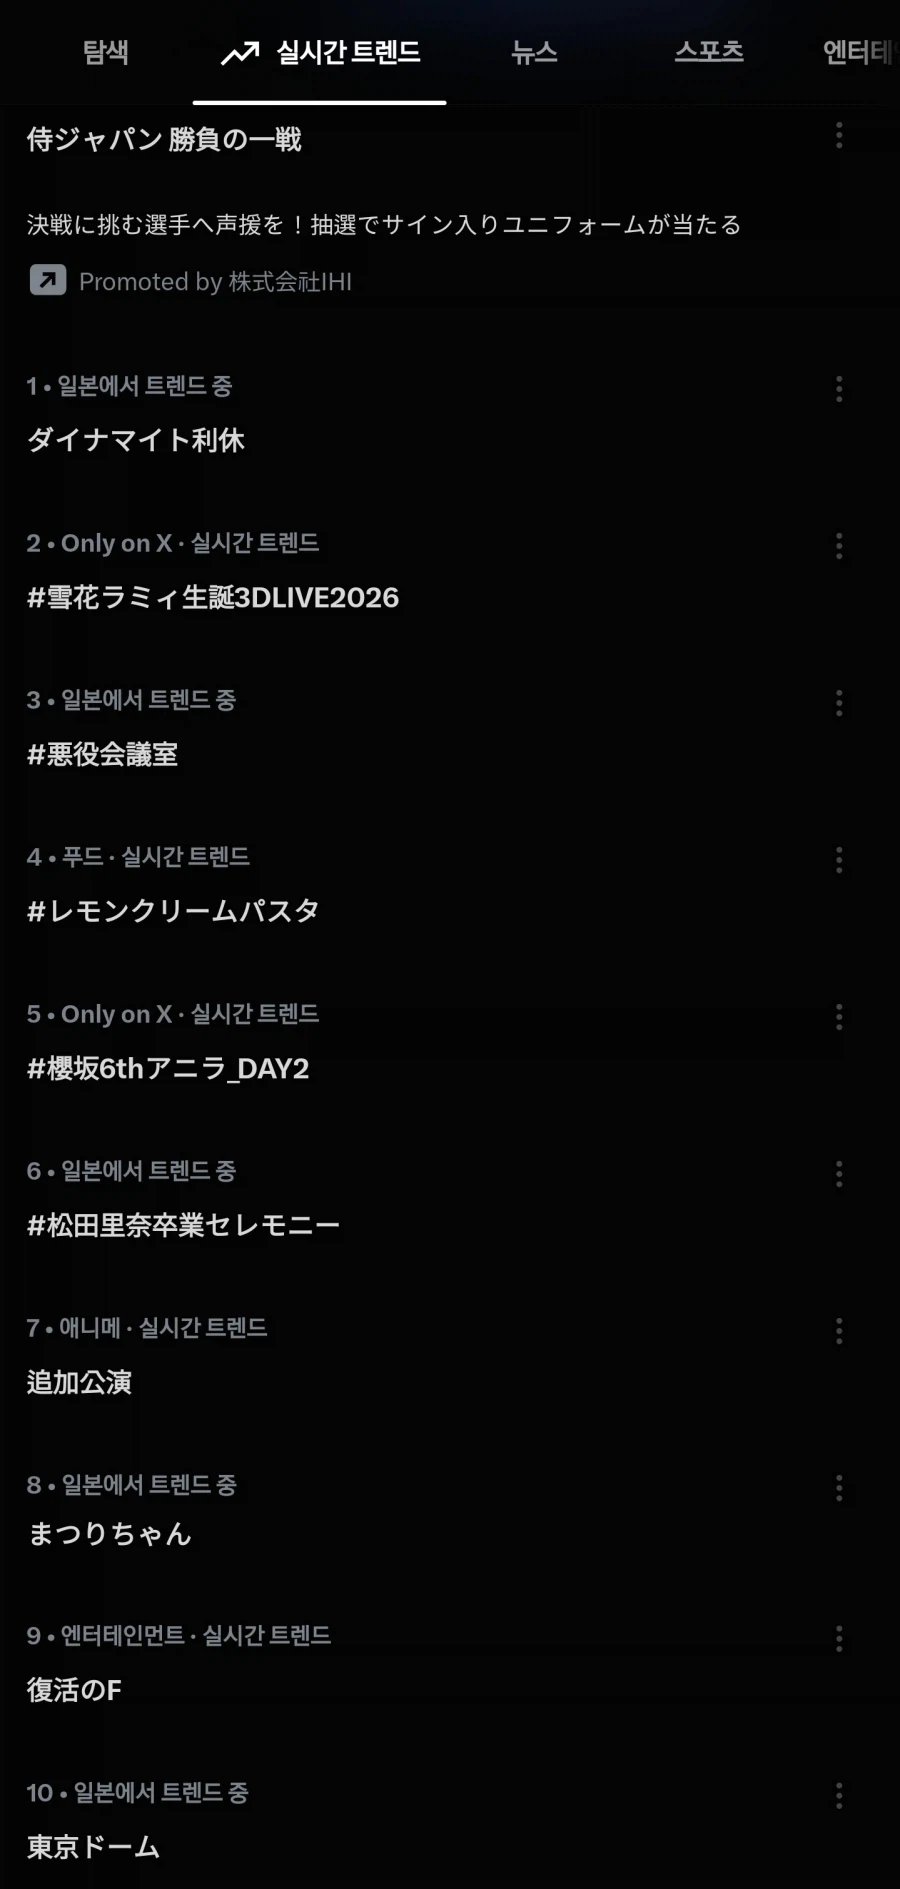 탐색
실시간 트렌드
뉴스
스포츠
엔터테
侍ジャパン 勝負の一戦
決戦に挑む選手へ声援を！抽選でサイン入りユニフォームが当たる
Promoted by 株式会社IHI
1 • 일본에서 트렌드 중
ダイナマイト利休
2 • Only on X · 실시간 트렌드
#雪花ラミィ生誕3DLIVE2026
3 • 일본에서 트렌드 중
#悪役会議室
4 • 푸드 · 실시간 트렌드
#レモンクリームパスタ
5 • Only on X · 실시간 트렌드
#櫻坂6thアニラ_DAY2
6 • 일본에서 트렌드 중
#松田里奈卒業セレモニー
7 • 애니메 · 실시간 트렌드
追加公演
8 • 일본에서 트렌드 중
まつりちゃん
9 • 엔터테인먼트 · 실시간 트렌드
復活のF
10 • 일본에서 트렌드 중
東京ドーム